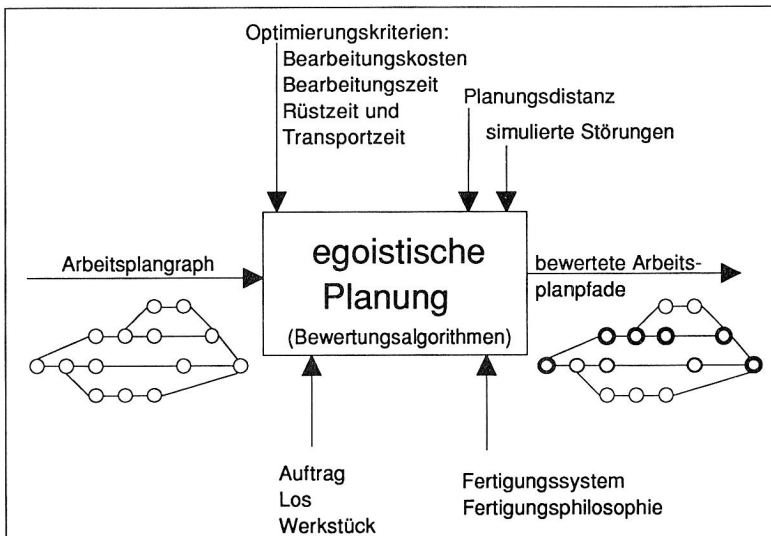 Optimierungskriterien:
Bearbeitungskosten
Bearbeitungszeit
Rüstzeit und
Transportzeit
Planungsdistanz
simulierte Störungen
Arbeitsplangraph
egoistische
Planung
(Bewertungsalgorithmen)
bewertete Arbeits-
planpfade
Auftrag
Los
Werkstück
Fertigungssystem
Fertigungsphilosophie